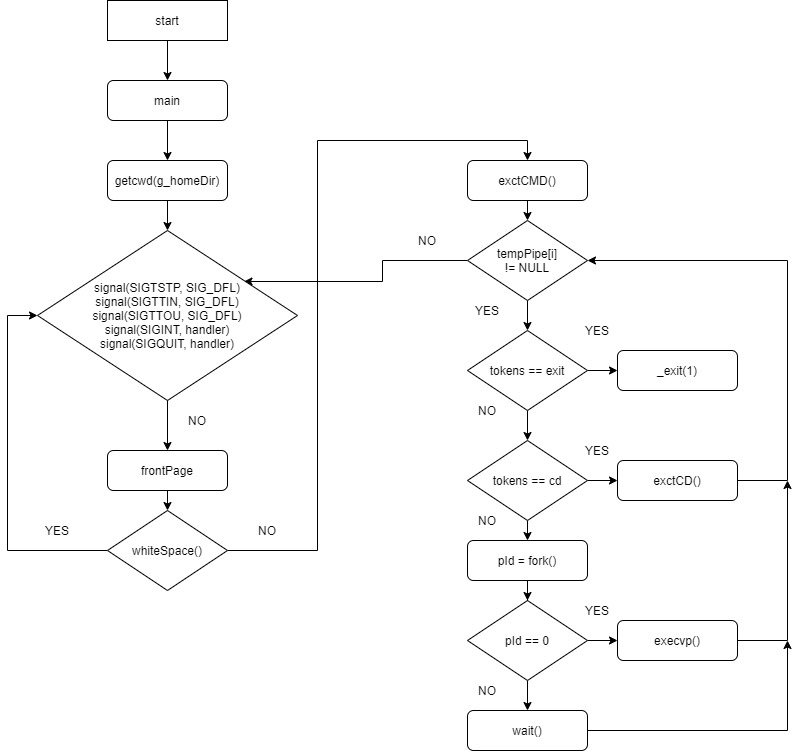 start
main
getcwd(g_homeDir)
signal(SIGTSTP, SIG_DFL)
signal(SIGTTIN, SIG_DFL)
signal(SIGTTOU, SIG_DFL)
signal(SIGINT, handler)
signal(SIGQUIT, handler)
NO
frontPage
YES
whiteSpace()
NO
exctCMD()
NO
tempPipe[i]
!= NULL
YES
YES
tokens == exit
_exit(1)
NO
YES
tokens == cd
exctCD()
NO
pId = fork()
YES
pId == 0
execvp()
NO
wait()